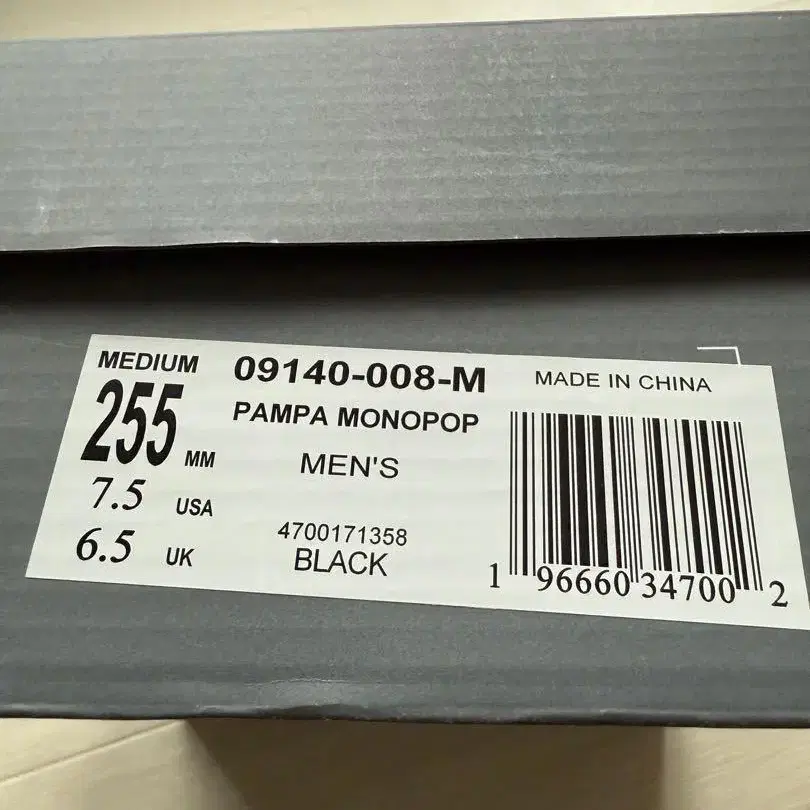 MEDIUM
255 MM
7.5 USA
6.5 UK
09140-008-M
PAMPA MONOPOP
MEN'S
4700171358
BLACK
MADE IN CHINA
1 96660 34700 2